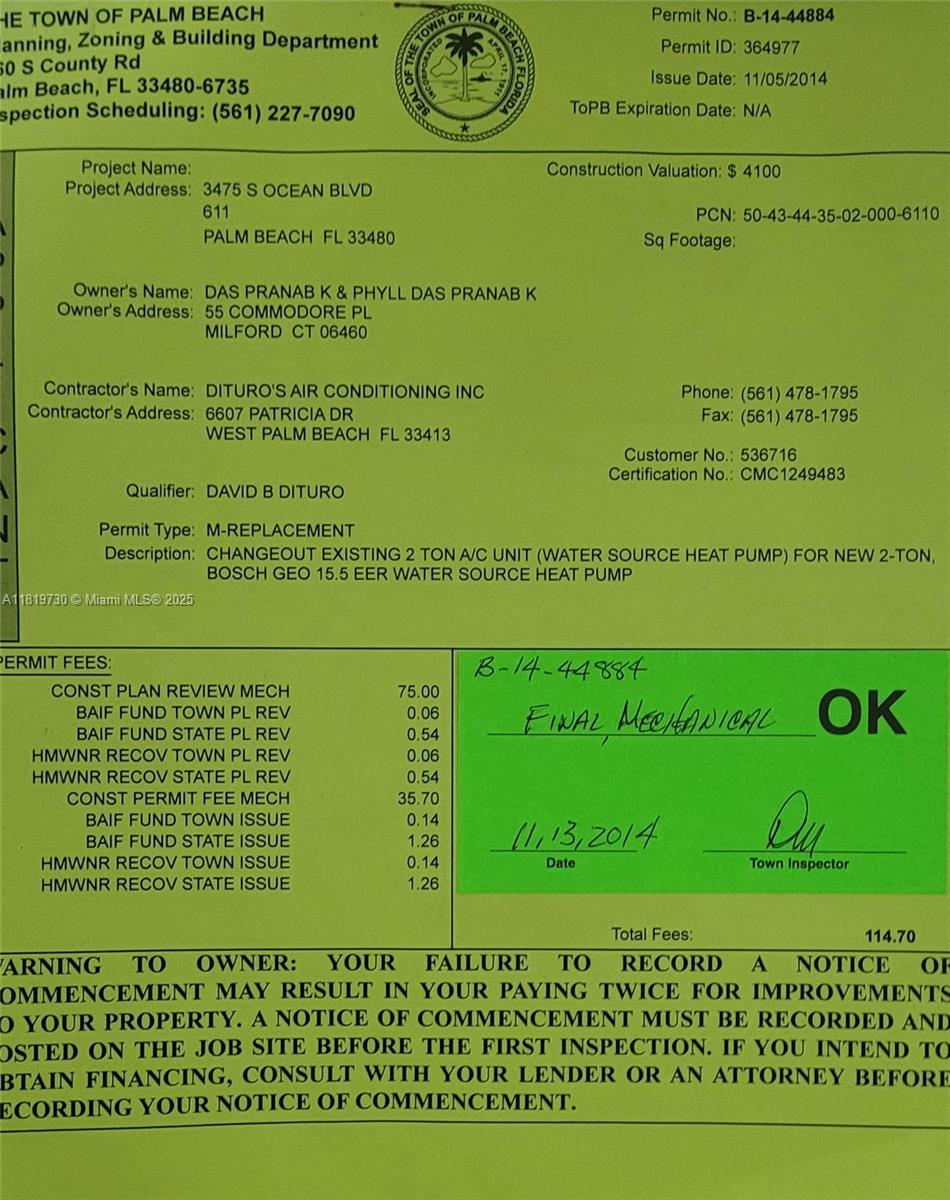 HE TOWN OF PALM BEACH
anning, Zoning & Building Department
60 S County Rd
alm Beach, FL 33480-6735
spection Scheduling: (561) 227-7090
SEAL OF THE TOWN OF PALM BEACH FLORIDA
INCORPORATED APRIL 17, 1911
Permit No.: B-14-44884
Permit ID: 364977
Issue Date: 11/05/2014
ToPB Expiration Date: N/A
Project Name:
Project Address: 3475 S OCEAN BLVD
611
PALM BEACH FL 33480
Construction Valuation: $ 4100
PCN: 50-43-44-35-02-000-6110
Sq Footage:
Owner's Name: DAS PRANAB K & PHYLL DAS PRANAB K
Owner's Address: 55 COMMODORE PL
MILFORD CT 06460
Contractor's Name: DITURO'S AIR CONDITIONING INC
Contractor's Address: 6607 PATRICIA DR
WEST PALM BEACH FL 33413
Phone: (561) 478-1795
Fax: (561) 478-1795
Customer No.: 536716
Certification No.: CMC1249483
Qualifier: DAVID B DITURO
Permit Type: M-REPLACEMENT
Description: CHANGEOUT EXISTING 2 TON A/C UNIT (WATER SOURCE HEAT PUMP) FOR NEW 2-TON,
BOSCH GEO 15.5 EER WATER SOURCE HEAT PUMP
A11819730 © Miami MLS® 2025
PERMIT FEES:
CONST PLAN REVIEW MECH 75.00
BAIF FUND TOWN PL REV 0.06
BAIF FUND STATE PL REV 0.54
HMWNR RECOV TOWN PL REV 0.06
HMWNR RECOV STATE PL REV 0.54
CONST PERMIT FEE MECH 35.70
BAIF FUND TOWN ISSUE 0.14
BAIF FUND STATE ISSUE 1.26
HMWNR RECOV TOWN ISSUE 0.14
HMWNR RECOV STATE ISSUE 1.26
B-14-44884
FINAL, MECHANICAL OK
11,13,2014
Date Town Inspector
Total Fees: 114.70
ARNING TO OWNER: YOUR FAILURE TO RECORD A NOTICE OF
OMMENCEMENT MAY RESULT IN YOUR PAYING TWICE FOR IMPROVEMENTS
O YOUR PROPERTY. A NOTICE OF COMMENCEMENT MUST BE RECORDED AND
OSTED ON THE JOB SITE BEFORE THE FIRST INSPECTION. IF YOU INTEND TO
BTAIN FINANCING, CONSULT WITH YOUR LENDER OR AN ATTORNEY BEFORE
ECORDING YOUR NOTICE OF COMMENCEMENT.